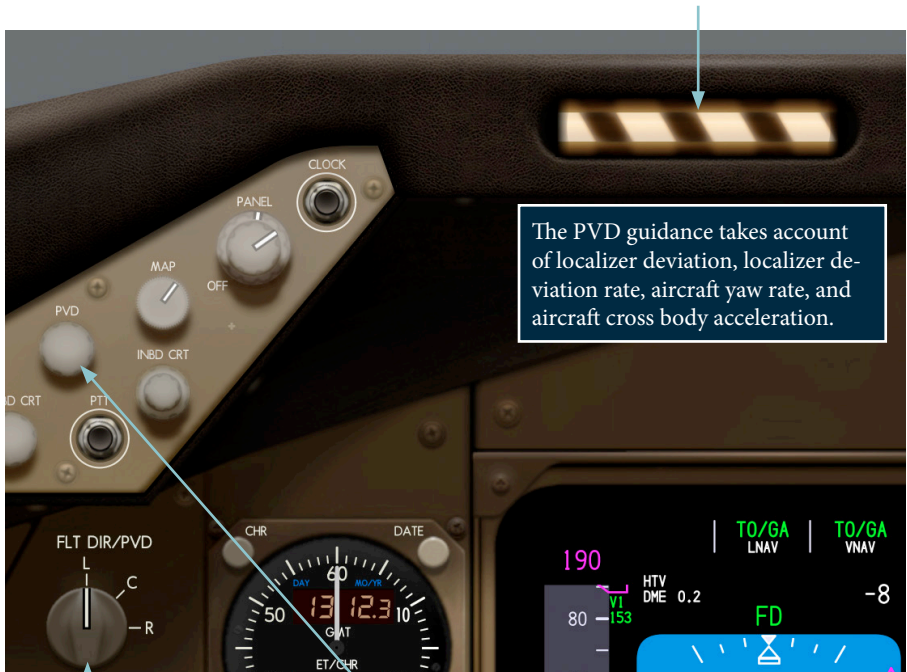 CLOCK
PANEL
OFF
MAP
PVD
INBD CRT
BD CRT
PTT
The PVD guidance takes account
of localizer deviation, localizer de-
viation rate, aircraft yaw rate, and
aircraft cross body acceleration.
FLT DIR/PVD
L
C
R
CHR
DATE
60
DAY
MO/YR
50
13
12.3
10
GMT
ET/CHR
190
TO/GA
LNAV
TO/GA
VNAV
HTV
DME 0.2
-8
80
V1
153
FD